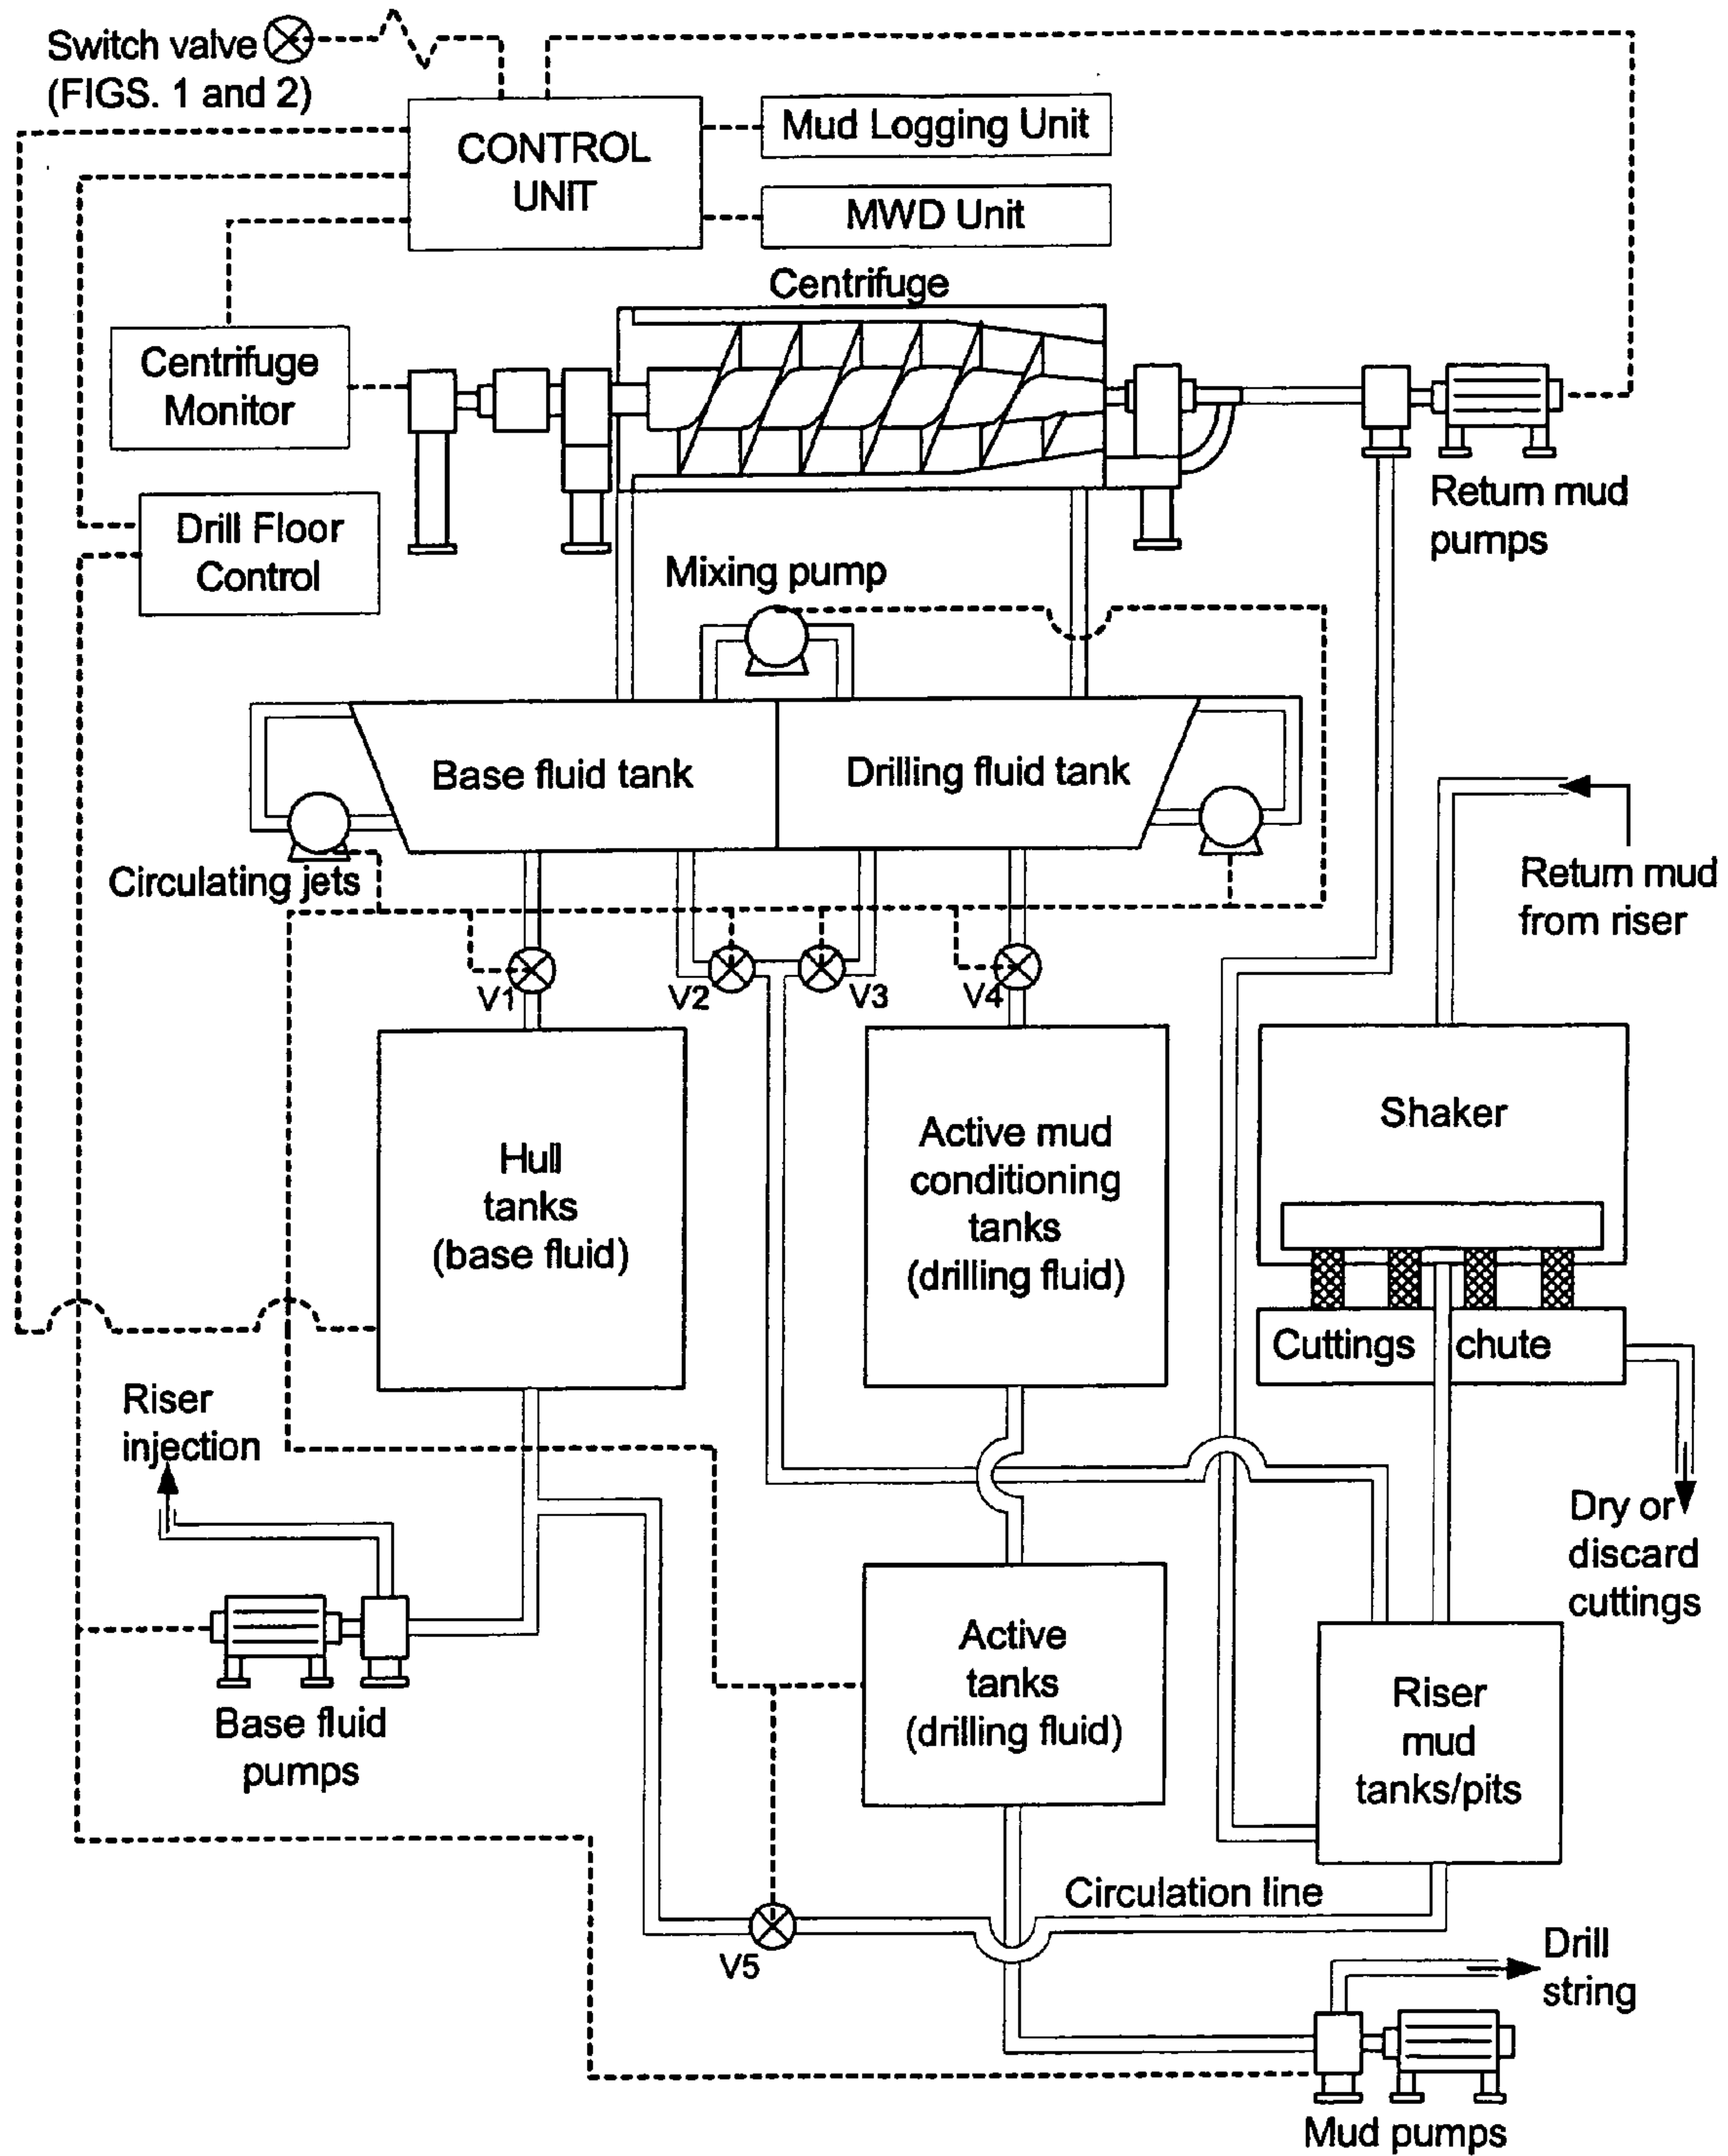 Switch valve
(FIGS. 1 and 2)
CONTROL
UNIT
Mud Logging Unit
MWD Unit
Centrifuge
Centrifuge
Monitor
Return mud
pumps
Drill Floor
Control
Mixing pump
Base fluid tank
Drilling fluid tank
Circulating jets
Return mud
from riser
V1
V2
V3
V4
Hull
tanks
(base fluid)
Active mud
conditioning
tanks
(drilling fluid)
Shaker
Cuttings chute
Riser
injection
Dry or
discard
cuttings
Base fluid
pumps
Active
tanks
(drilling fluid)
Riser
mud
tanks/pits
Circulation line
V5
Drill
string
Mud pumps